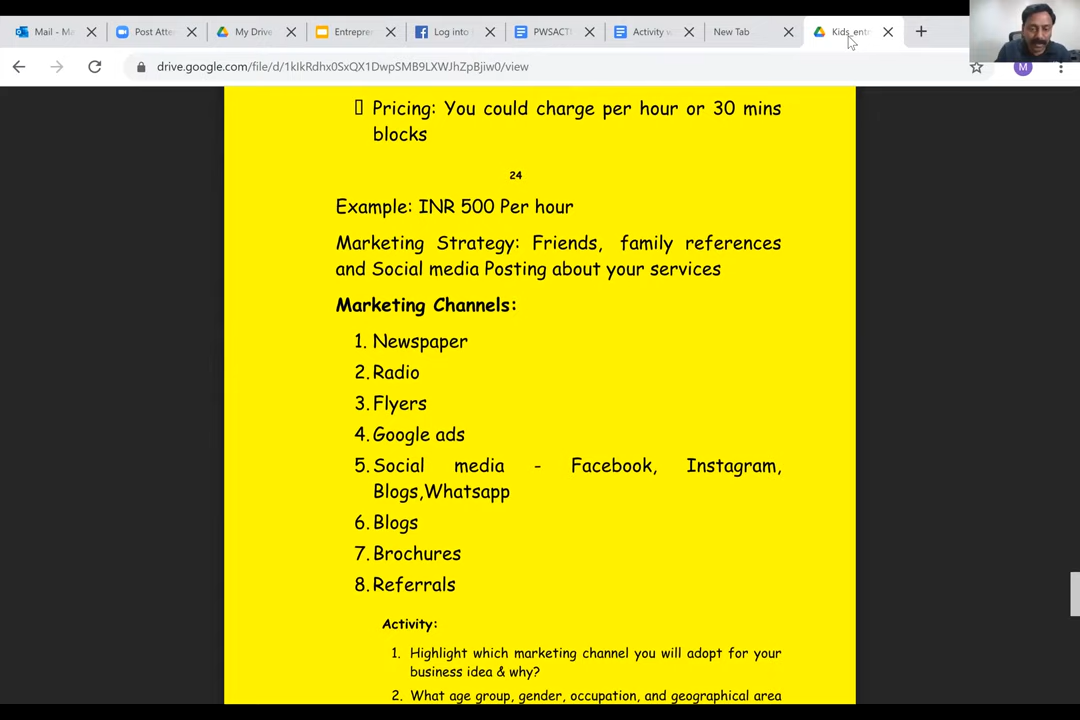 Mail - Ma
Post Atte
My Drive
Entrepre
Log into
PWSACT
Activity w
New Tab
Kids_entr
drive.google.com/file/d/1kIkRdhx0SxQX1DwpSMB9LXWJhZpBjiw0/view
M
Pricing: You could charge per hour or 30 mins
blocks
24
Example: INR 500 Per hour
Marketing Strategy: Friends, family references
and Social media Posting about your services
Marketing Channels:
1. Newspaper
2. Radio
3. Flyers
4. Google ads
5. Social media - Facebook, Instagram,
Blogs,Whatsapp
6. Blogs
7. Brochures
8. Referrals
Activity:
1. Highlight which marketing channel you will adopt for your
business idea & why?
2. What age group, gender, occupation, and geographical area